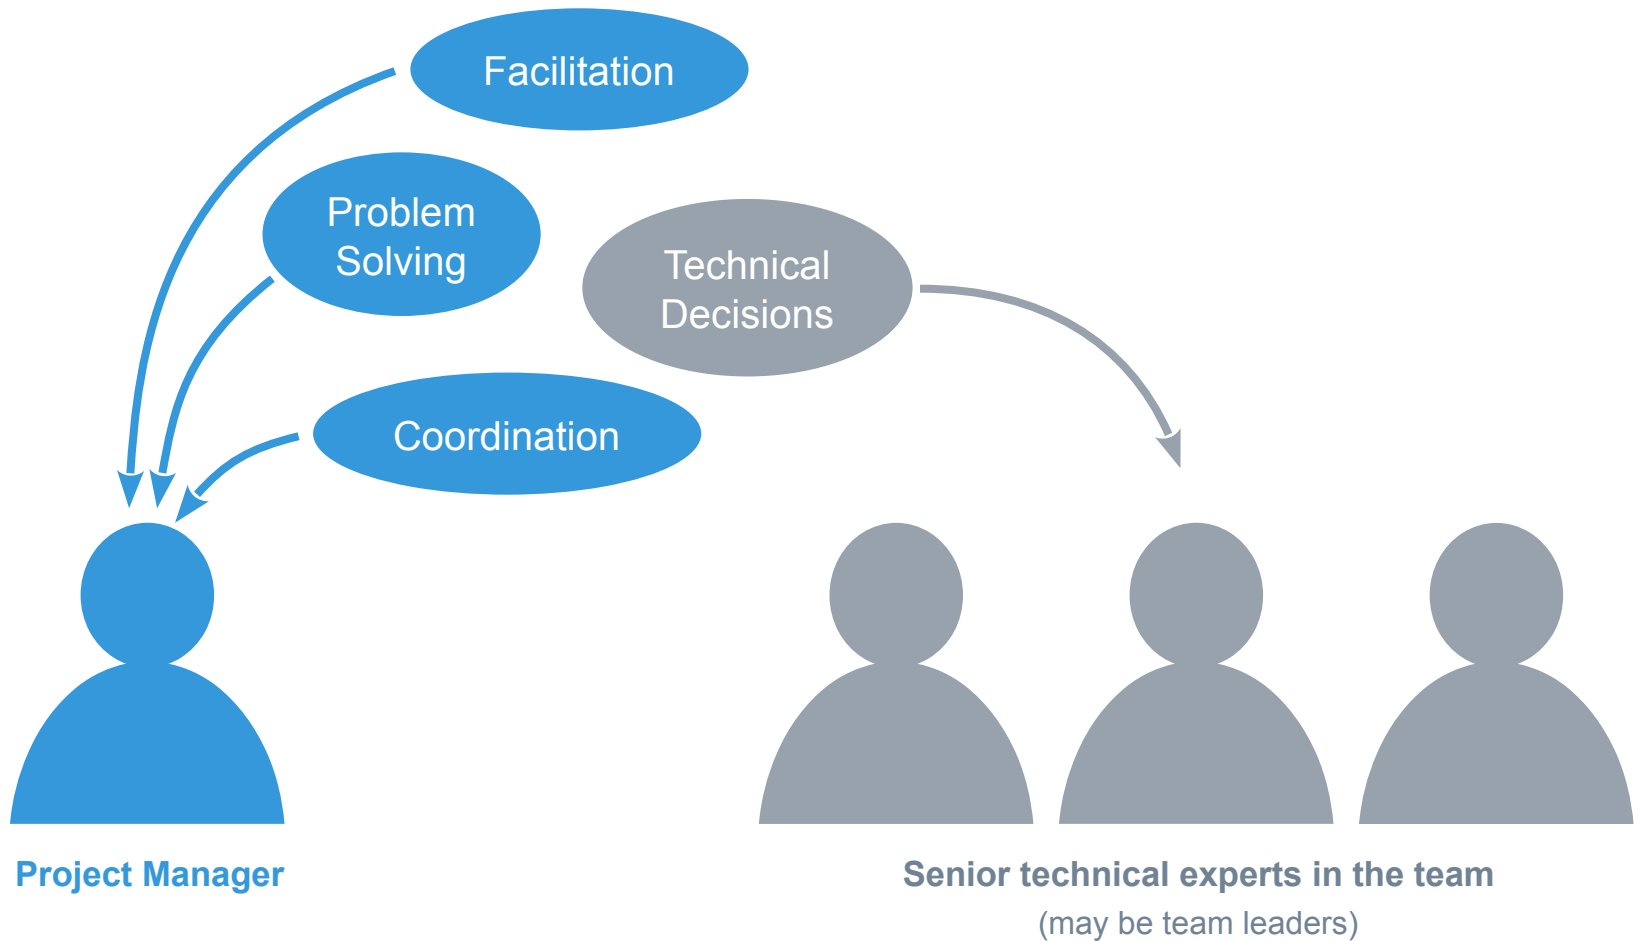 Facilitation
Problem
Solving
Technical
Decisions
Coordination
Project Manager
Senior technical experts in the team
(may be team leaders)